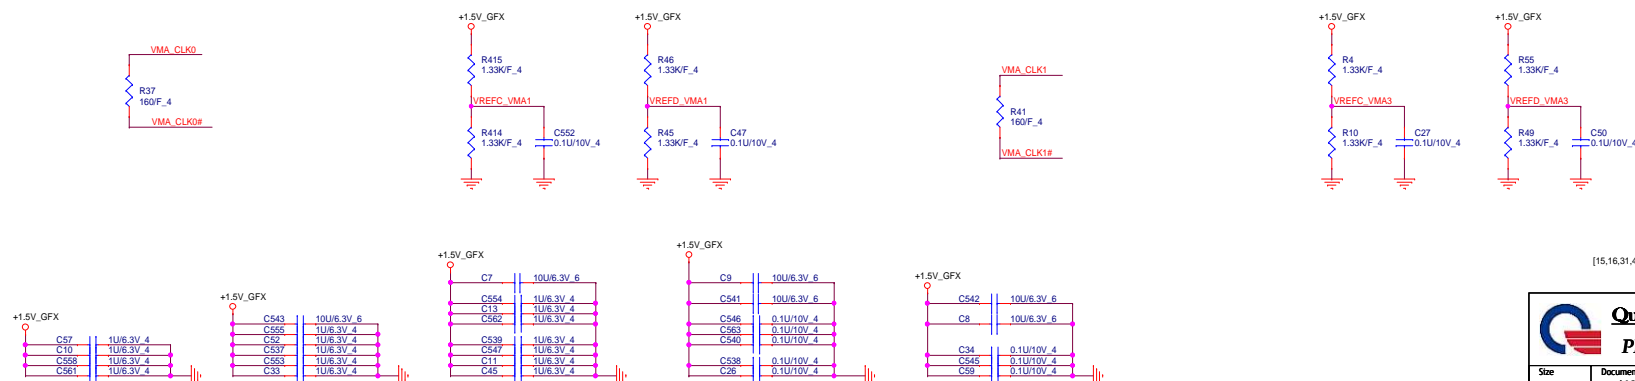 +1.5V_GFX
+1.5V_GFX
+1.5V_GFX
+1.5V_GFX
VMA_CLK0
R37
160/F_4
VMA_CLK0#
R415
1.33K/F_4
VREFC_VMA1
R414
1.33K/F_4
C552
0.1U/10V_4
R46
1.33K/F_4
VREFD_VMA1
R45
1.33K/F_4
C47
0.1U/10V_4
VMA_CLK1
R41
160/F_4
VMA_CLK1#
R4
1.33K/F_4
VREFC_VMA3
R10
1.33K/F_4
C27
0.1U/10V_4
R55
1.33K/F_4
VREFD_VMA3
R49
1.33K/F_4
C50
0.1U/10V_4
+1.5V_GFX
C57 1U/6.3V_4
C10 1U/6.3V_4
C558 1U/6.3V_4
C561 1U/6.3V_4
+1.5V_GFX
C543 10U/6.3V_6
C555 1U/6.3V_4
C52 1U/6.3V_4
C537 1U/6.3V_4
C553 1U/6.3V_4
C33 1U/6.3V_4
+1.5V_GFX
C7 10U/6.3V_6
C554 1U/6.3V_4
C13 1U/6.3V_4
C562 1U/6.3V_4
C539 1U/6.3V_4
C547 1U/6.3V_4
C11 1U/6.3V_4
C45 1U/6.3V_4
+1.5V_GFX
C9 10U/6.3V_6
C541 10U/6.3V_6
C546 0.1U/10V_4
C563 0.1U/10V_4
C540 0.1U/10V_4
C538 0.1U/10V_4
C26 0.1U/10V_4
+1.5V_GFX
C542 10U/6.3V_6
C8 10U/6.3V_6
C34 0.1U/10V_4
C545 0.1U/10V_4
C59 0.1U/10V_4
[15,16,31,4
Qu
P
Size Documen